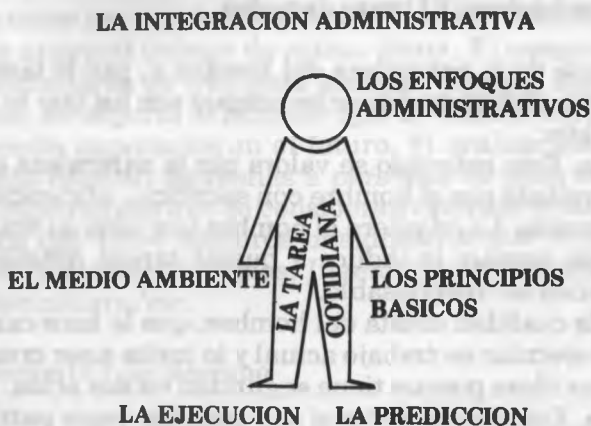 LA INTEGRACION ADMINISTRATIVA
LOS ENFOQUES
ADMINISTRATIVOS
LA TAREA
COTIDIANA
EL MEDIO AMBIENTE
LOS PRINCIPIOS
BASICOS
LA EJECUCION
LA PREDICCION